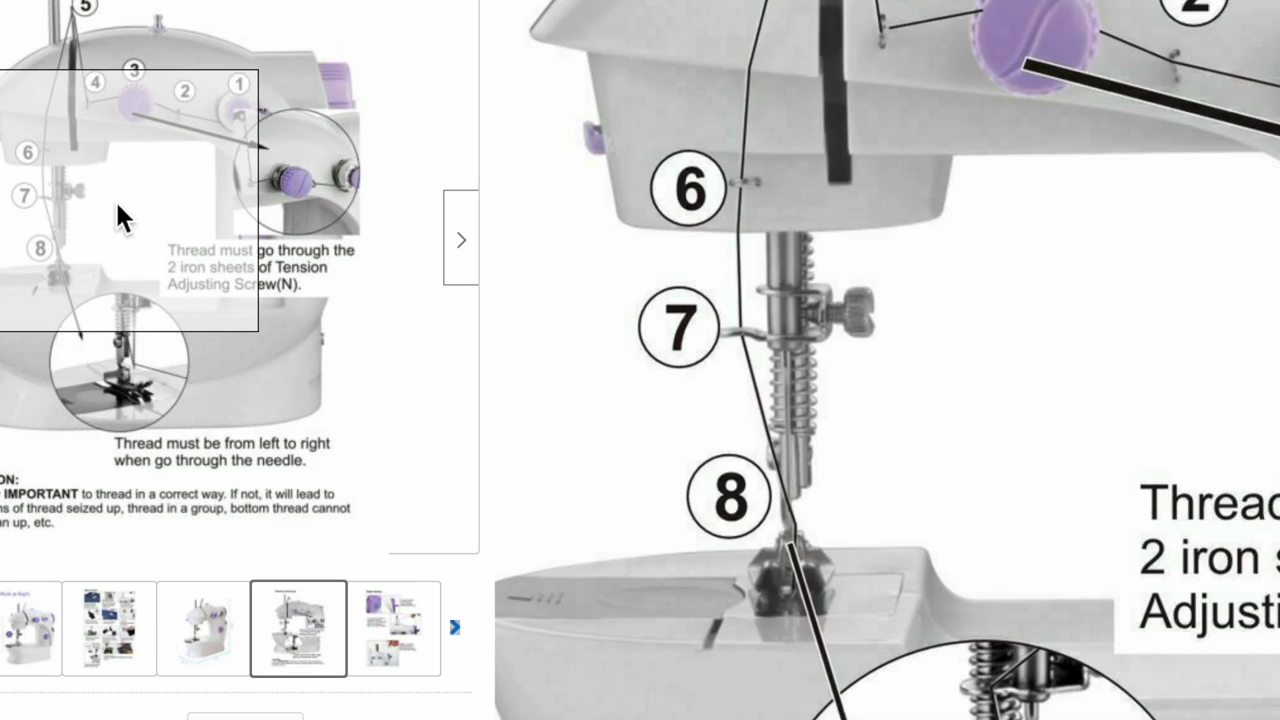 5
4
3
2
1
6
7
8
Thread must go through the
2 iron sheets of Tension
Adjusting Screw(N).
Thread must be from left to right
when go through the needle.
ON:
IMPORTANT to thread in a correct way. If not, it will lead to
ns of thread seized up, thread in a group, bottom thread cannot
n up, etc.
2
6
7
8
Thread
2 iron s
Adjusti